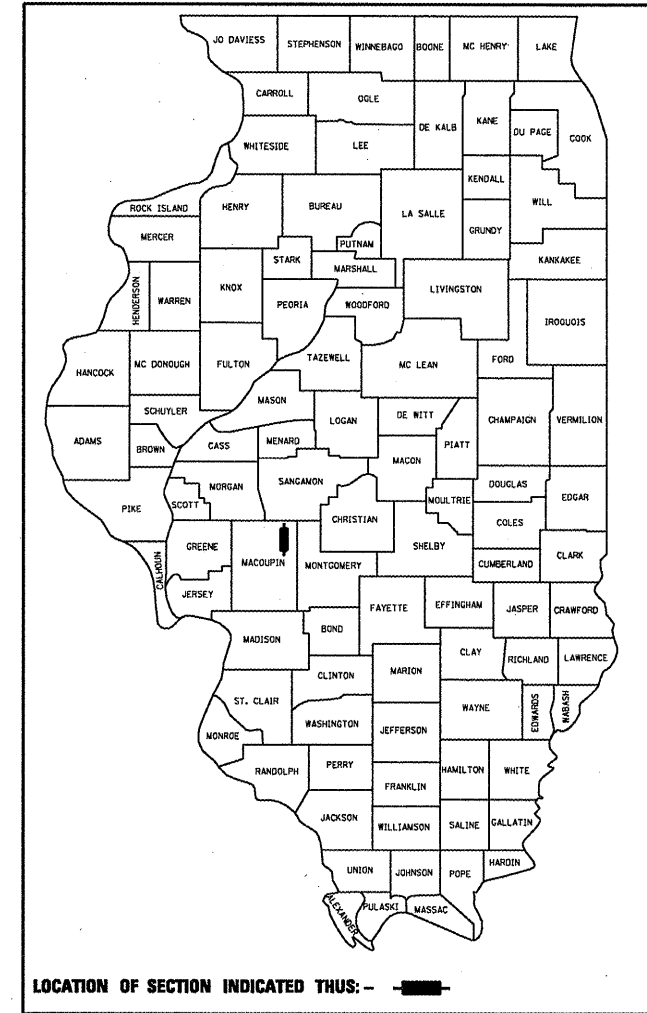 JO DAVIESS STEPHENSON WINNEBAGO BOONE MC HENRY LAKE
CARROLL OGLE DE KALB KANE DU PAGE COOK
WHITESIDE LEE KENDALL WILL
ROCK ISLAND HENRY BUREAU LA SALLE GRUNDY
MERCER PUTNAM KANKAKEE
STARK MARSHALL
HENDERSON WARREN KNOX PEORIA WOODFORD LIVINGSTON IROQUOIS
HANCOCK MC DONOUGH FULTON TAZEWELL MC LEAN FORD
SCHUYLER MASON LOGAN DE WITT CHAMPAIGN VERMILION
ADAMS BROWN CASS MENARD MACON PIATT
PIKE SCOTT MORGAN SANGAMON MOULTRIE DOUGLAS EDGAR
CHRISTIAN COLES
CALHOUN GREENE MACOUPIN MONTGOMERY SHELBY CUMBERLAND CLARK
JERSEY FAYETTE EFFINGHAM JASPER CRAWFORD
MADISON BOND
CLINTON MARION CLAY RICHLAND LAWRENCE
ST. CLAIR WASHINGTON WAYNE EDWARDS WABASH
MONROE JEFFERSON
RANDOLPH PERRY HAMILTON WHITE
FRANKLIN
JACKSON WILLIAMSON SALINE GALLATIN
UNION JOHNSON POPE HARDIN
ALEXANDER PULASKI MASSAC
LOCATION OF SECTION INDICATED THUS: –